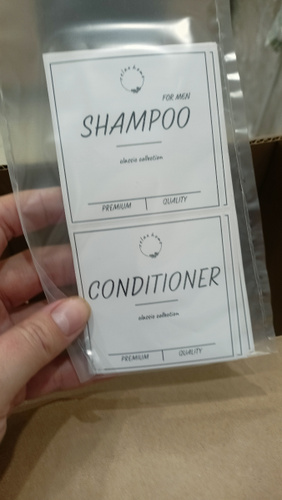 FOR MEN
SHAMPOO
classic collection
PREMIUM QUALITY
CONDITIONER
classic collection
PREMIUM QUALITY